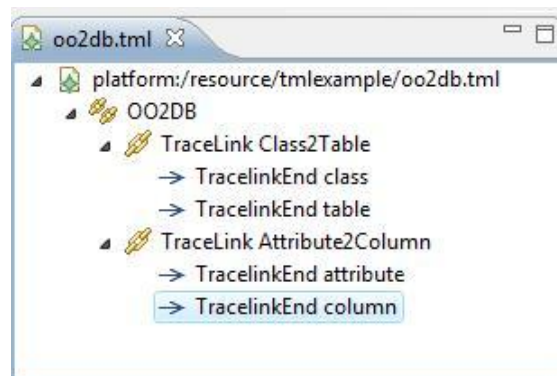 oo2db.tml
platform:/resource/tmlexample/oo2db.tml
OO2DB
TraceLink Class2Table
TracelinkEnd class
TracelinkEnd table
TraceLink Attribute2Column
TracelinkEnd attribute
TracelinkEnd column